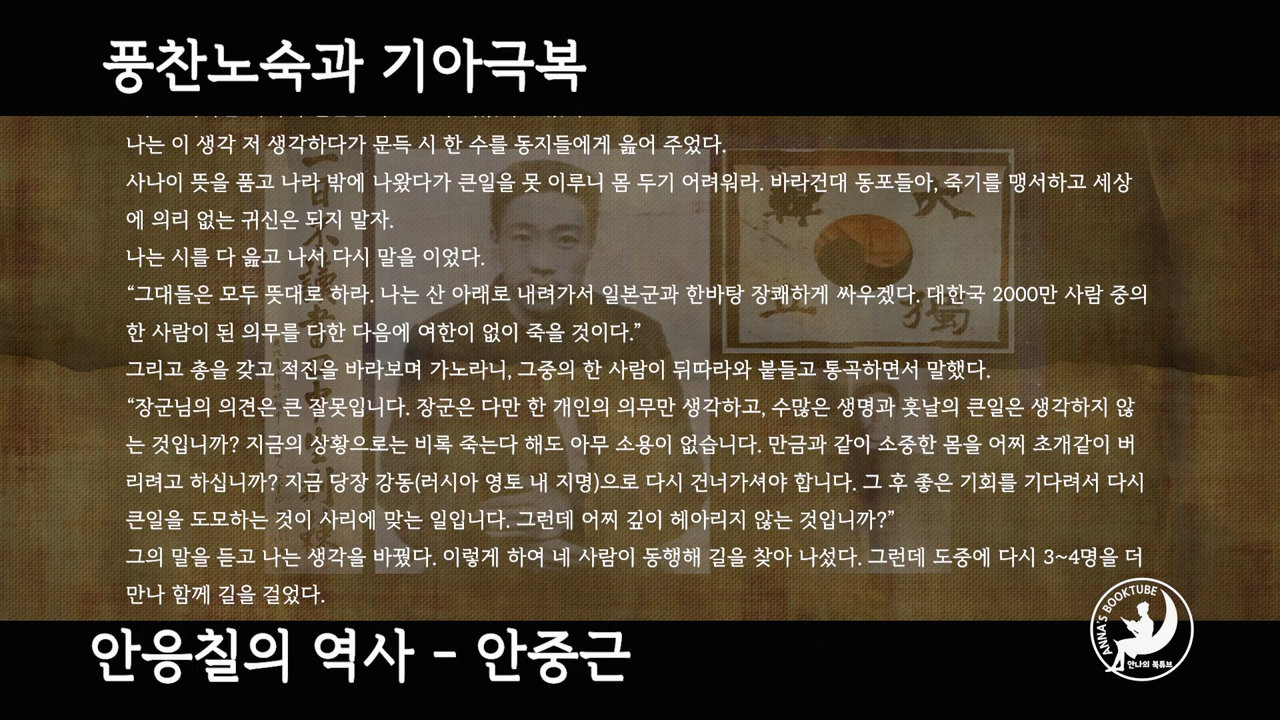 풍찬노숙과 기아극복
나는 이 생각 저 생각하다가 문득 시 한 수를 동지들에게 읊어 주었다.
사나이 뜻을 품고 나라 밖에 나왔다가 큰일을 못 이루니 몸 두기 어려워라. 바라건대 동포들아, 죽기를 맹서하고 세상
에 의리 없는 귀신은 되지 말자.
나는 시를 다 읊고 나서 다시 말을 이었다.
“그대들은 모두 뜻대로 하라. 나는 산 아래로 내려가서 일본군과 한바탕 장쾌하게 싸우겠다. 대한국 2000만 사람 중의
한 사람이 된 의무를 다한 다음에 여한이 없이 죽을 것이다.”
그리고 총을 갖고 적진을 바라보며 가노라니, 그중의 한 사람이 뒤따라와 붙들고 통곡하면서 말했다.
“장군님의 의견은 큰 잘못입니다. 장군은 다만 한 개인의 의무만 생각하고, 수많은 생명과 훗날의 큰일은 생각하지 않
는 것입니까? 지금의 상황으로는 비록 죽는다 해도 아무 소용이 없습니다. 만금과 같이 소중한 몸을 어찌 초개같이 버
리려고 하십니까? 지금 당장 강동(러시아 영토 내 지명)으로 다시 건너가셔야 합니다. 그 후 좋은 기회를 기다려서 다시
큰일을 도모하는 것이 사리에 맞는 일입니다. 그런데 어찌 깊이 헤아리지 않는 것입니까?”
그의 말을 듣고 나는 생각을 바꿨다. 이렇게 하여 네 사람이 동행해 길을 찾아 나섰다. 그런데 도중에 다시 3~4명을 더
만나 함께 길을 걸었다.
ANNA'S BOOKTUBE
안나의 북튜브
안응칠의 역사 - 안중근